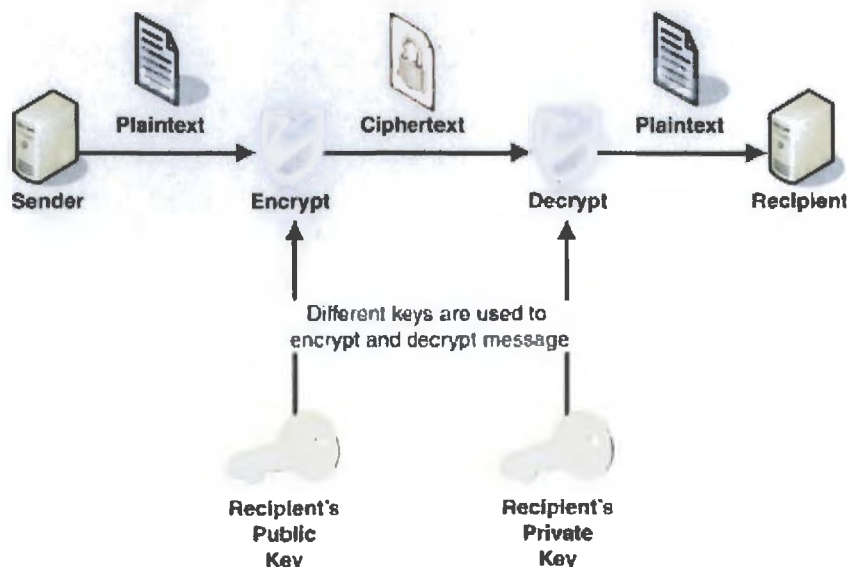 Plaintext
Ciphertext
Plaintext
Sender
Encrypt
Decrypt
Recipient
Different keys are used to
encrypt and decrypt message
Recipient's
Public
Key
Recipient's
Private
Key